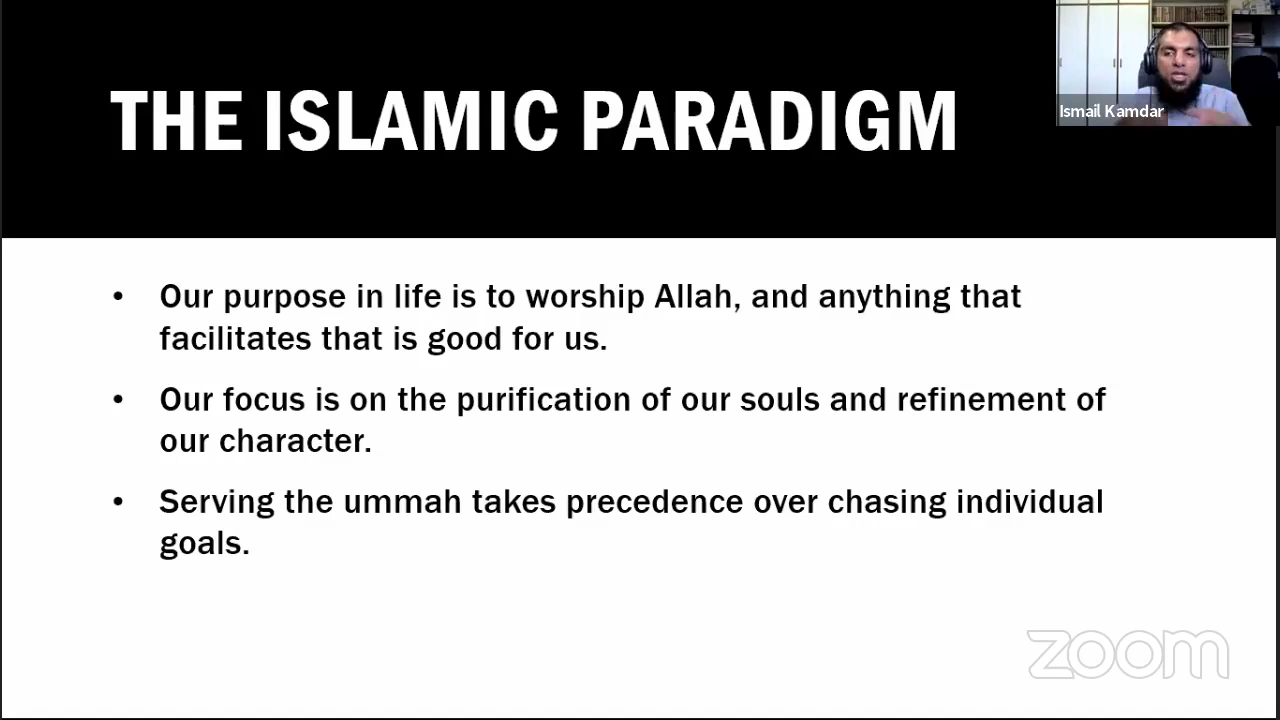 THE ISLAMIC PARADIGM
Ismail Kamdar
• Our purpose in life is to worship Allah, and anything that
facilitates that is good for us.
• Our focus is on the purification of our souls and refinement of
our character.
• Serving the ummah takes precedence over chasing individual
goals.
zoom